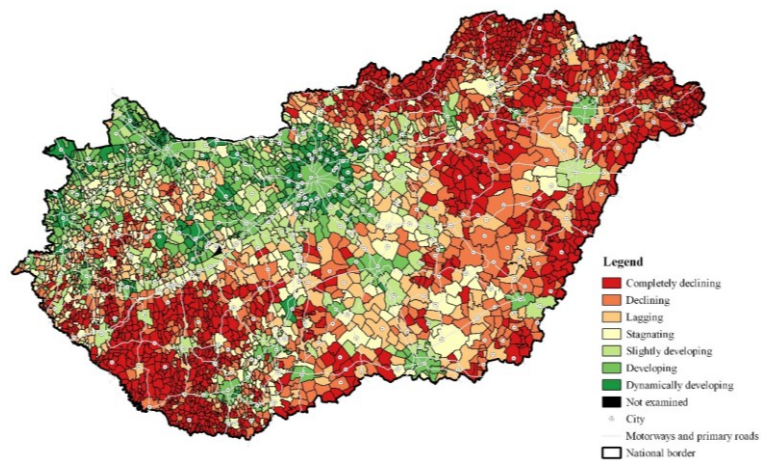 Legend
Completely declining
Declining
Lagging
Stagnating
Slightly developing
Developing
Dynamically developing
Not examined
City
Motorways and primary roads
National border